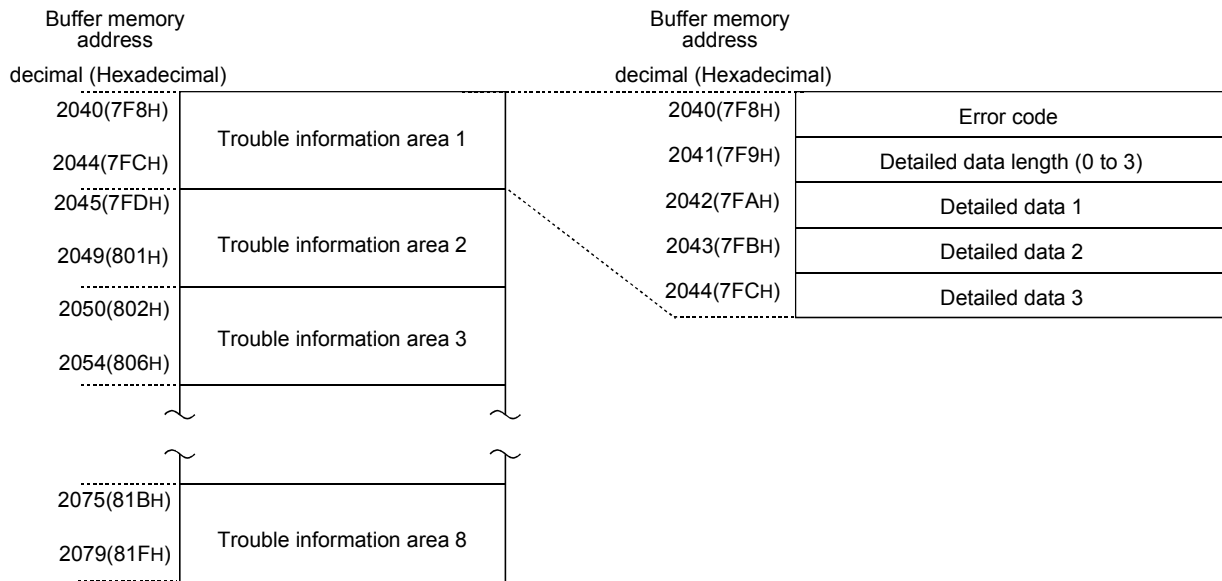 Buffer memory
address
decimal (Hexadecimal)
2040(7F8H)
Trouble information area 1
2044(7FCH)
2045(7FDH)
Trouble information area 2
2049(801H)
2050(802H)
Trouble information area 3
2054(806H)
2075(81BH)
Trouble information area 8
2079(81FH)
Buffer memory
address
decimal (Hexadecimal)
2040(7F8H)
Error code
2041(7F9H)
Detailed data length (0 to 3)
2042(7FAH)
Detailed data 1
2043(7FBH)
Detailed data 2
2044(7FCH)
Detailed data 3